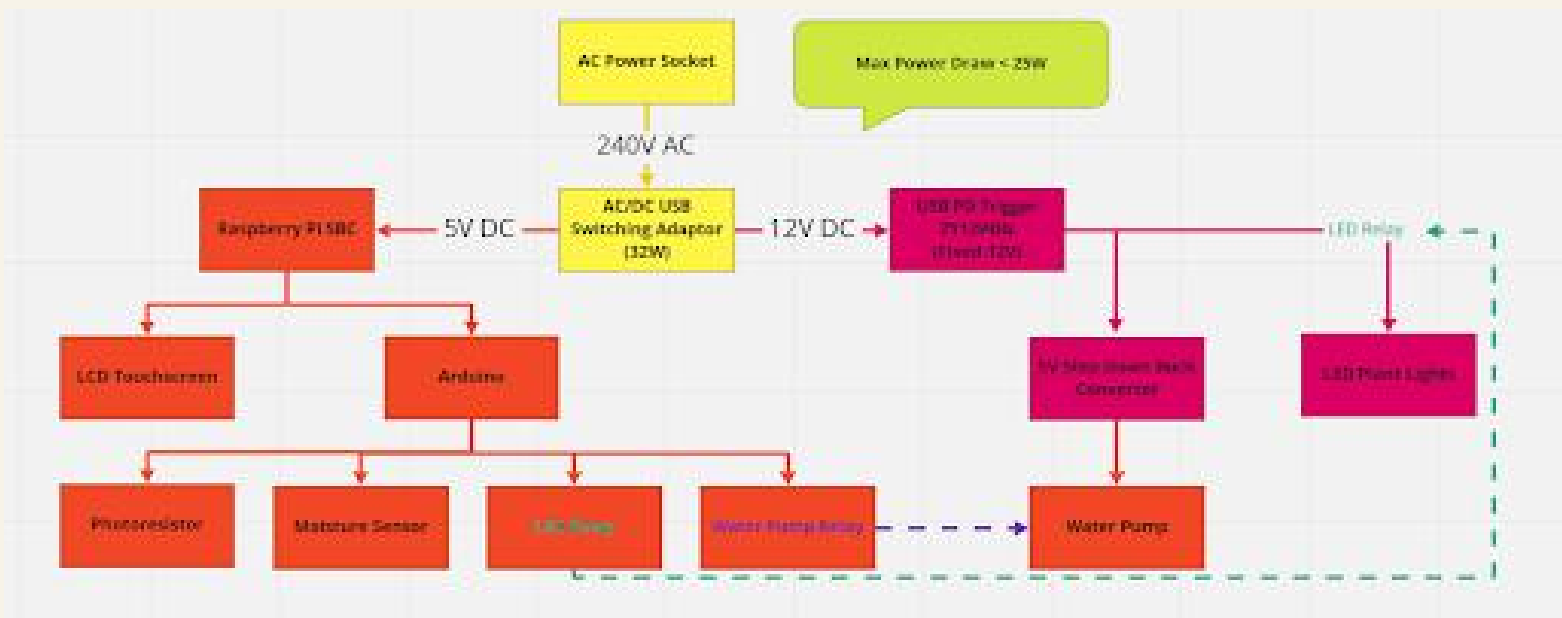 AC Power Socket
Max Power Draw < 25W
240V AC
Raspberry Pi SBC
5V DC
AC/DC USB
Switching Adaptor
(32W)
12V DC
USB PD Trigger
(Fixed 12V)
LED Relay
LCD Touchscreen
Arduino
5V Step Down Buck
Converter
LED Plant Lights
Photoresistor
Moisture Sensor
LED Relay
Water Pump Relay
Water Pump